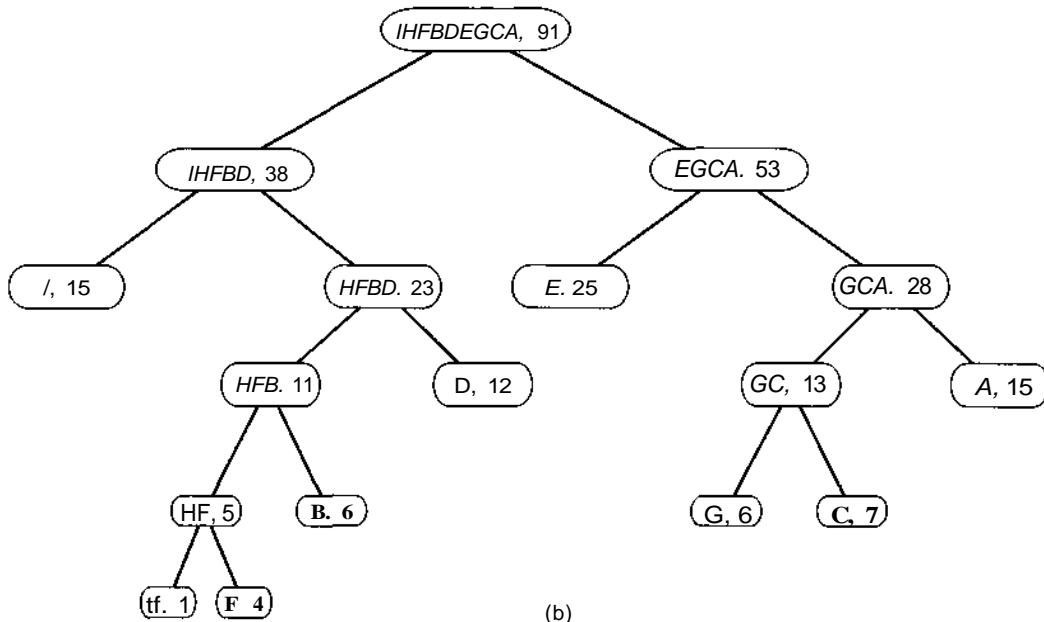 IHFBDEGCA, 91
IHFBD, 38
EGCA. 53
/, 15
HFBD. 23
E. 25
GCA. 28
HFB. 11
D, 12
GC, 13
A, 15
HF, 5
B. 6
G, 6
C, 7
tf. 1
F 4
(b)